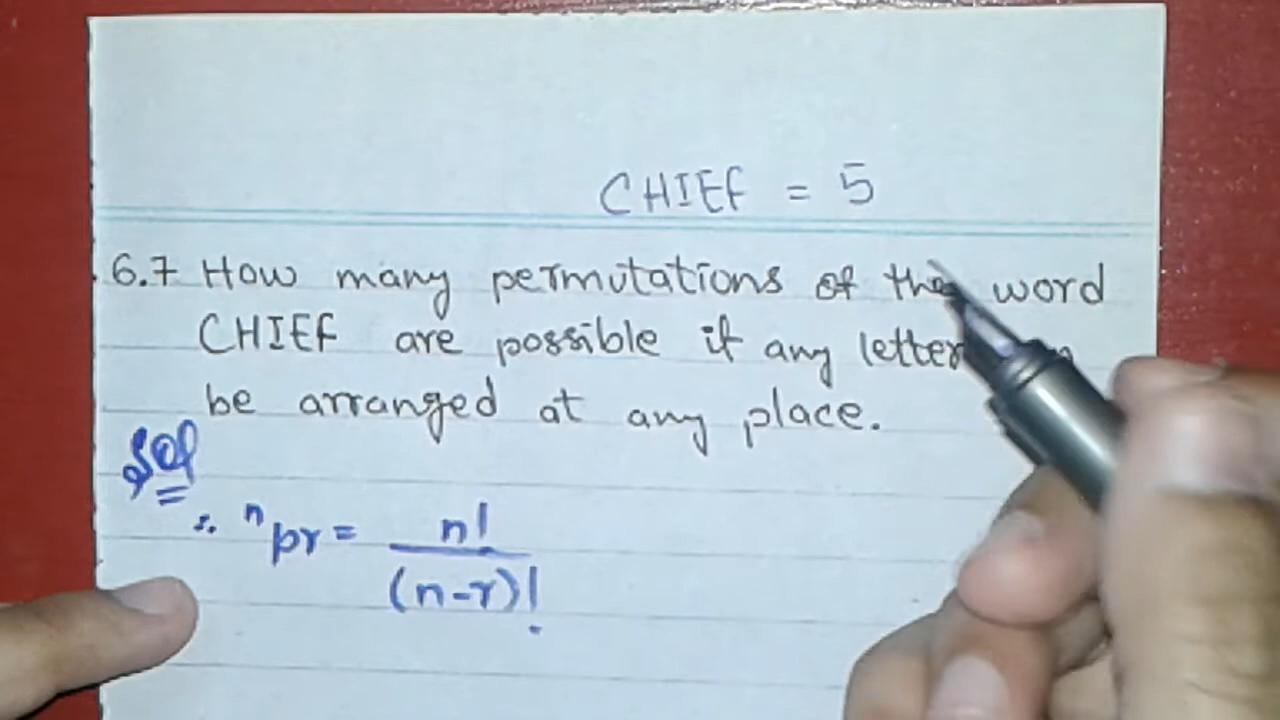 CHIEF = 5
6.7 How many permutations of the word
CHIEF are possible if any letter
be arranged at any place.
Sol
∴ ⁿpr = n!
(n-r)!